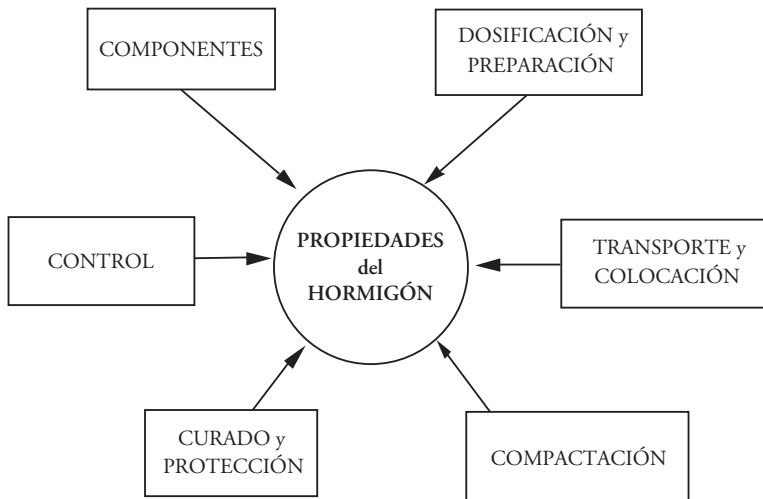 COMPONENTES
DOSIFICACIÓN y
PREPARACIÓN
CONTROL
PROPIEDADES
del
HORMIGÓN
TRANSPORTE y
COLOCACIÓN
CURADO y
PROTECCIÓN
COMPACTACIÓN